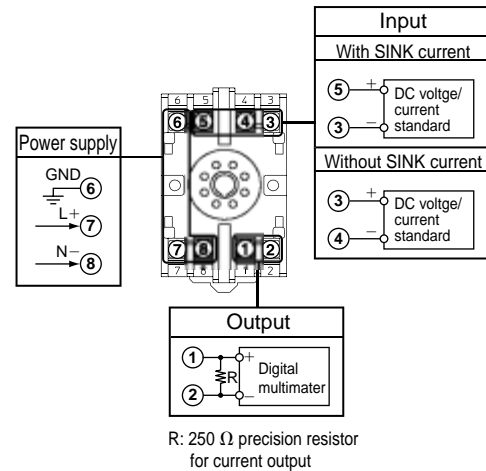 Input
With SINK current
5 + DC voltge/
current
3 − standard
Without SINK current
3 + DC voltge/
current
4 − standard
Power supply
GND
6
L+
7
N−
8
6 5 4 3
6 5 4 3
7 8 1 2
7 8 1 2
Output
1 + Digital
R
2 − multimater
R: 250 Ω precision resistor
for current output